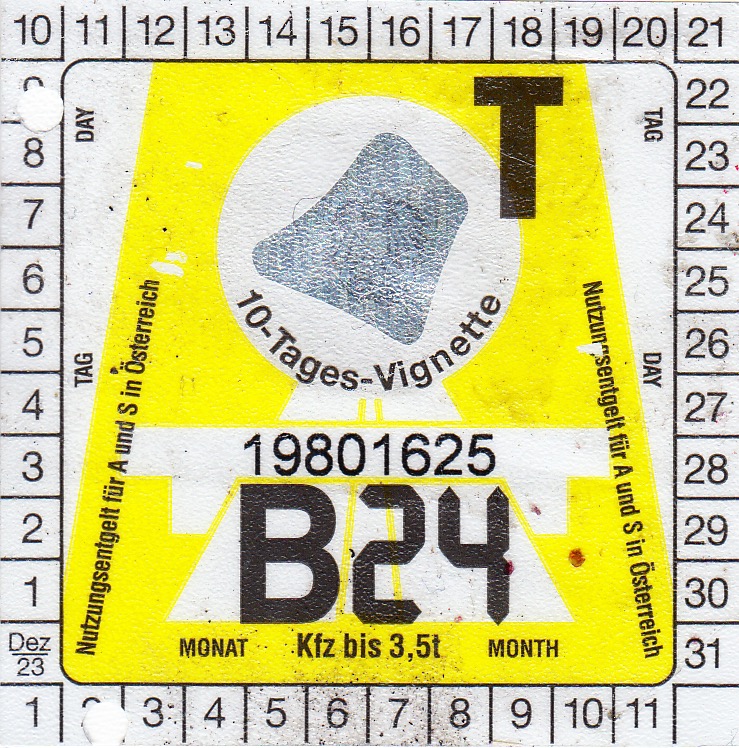 10 11 12 13 14 15 16 17 18 19 20 21
22
8
23
7
24
6
25
5
26
4
27
3
28
2
29
1
30
Dez
23
31
1
3 4 5 6 7 8 9 10 11
DAY
TAG
T
TAG
DAY
Nutzungsentgelt für A und S in Österreich
Nutzungsentgelt für A und S in Österreich
10-Tages-Vignette
19801625
B24
MONAT Kfz bis 3,5t MONTH